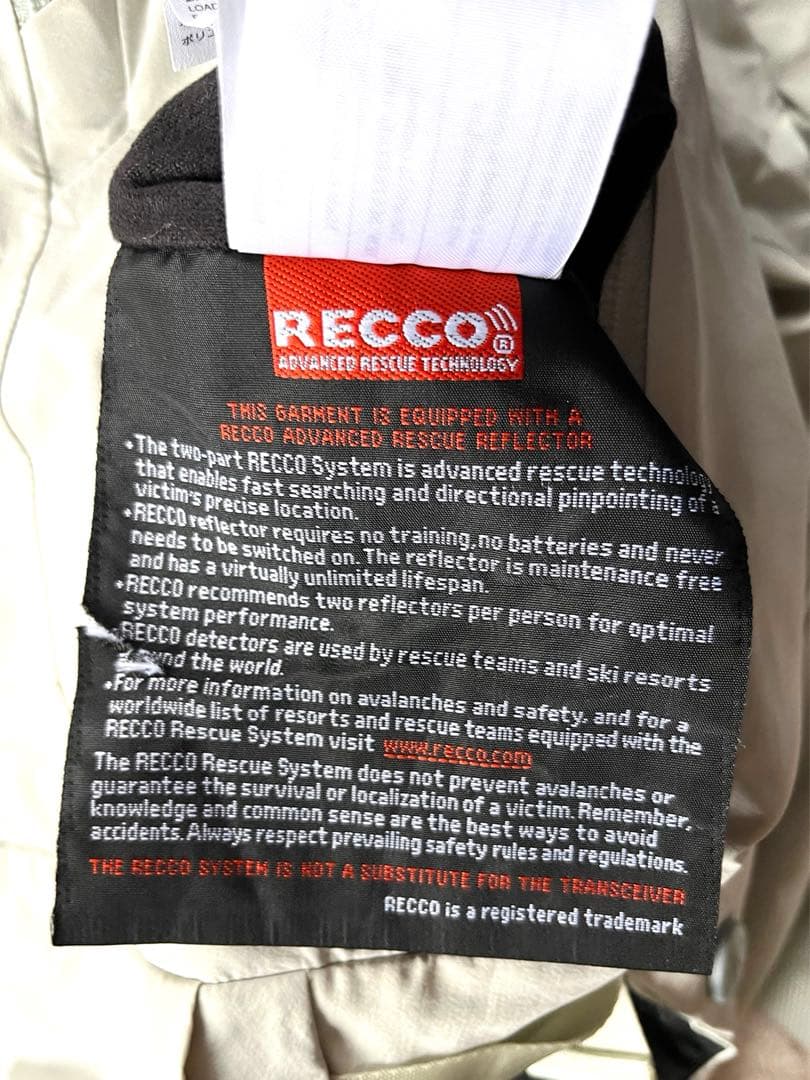 LOAD
ポリエ
RECCO®
ADVANCED RESCUE TECHNOLOGY
THIS GARMENT IS EQUIPPED WITH A
RECCO ADVANCED RESCUE REFLECTOR
•The two-part RECCO System is advanced rescue technology
that enables fast searching and directional pinpointing of a
victim's precise location.
•RECCO reflector requires no training,no batteries and never
needs to be switched on. The reflector is maintenance free
and has a virtually unlimited lifespan.
•RECCO recommends two reflectors per person for optimal
system performance.
RECCO detectors are used by rescue teams and ski resorts
around the world.
•For more information on avalanches and safety. and for a
worldwide list of resorts and rescue teams equipped with the
RECCO Rescue System visit www.recco.com
The RECCO Rescue System does not prevent avalanches or
guarantee the survival or localization of a victim. Remember,
knowledge and common sense are the best ways to avoid
accidents. Always respect prevailing safety rules and regulations.
THE RECCO SYSTEM IS NOT A SUBSTITUTE FOR THE TRANSCEIVER
RECCO is a registered trademark